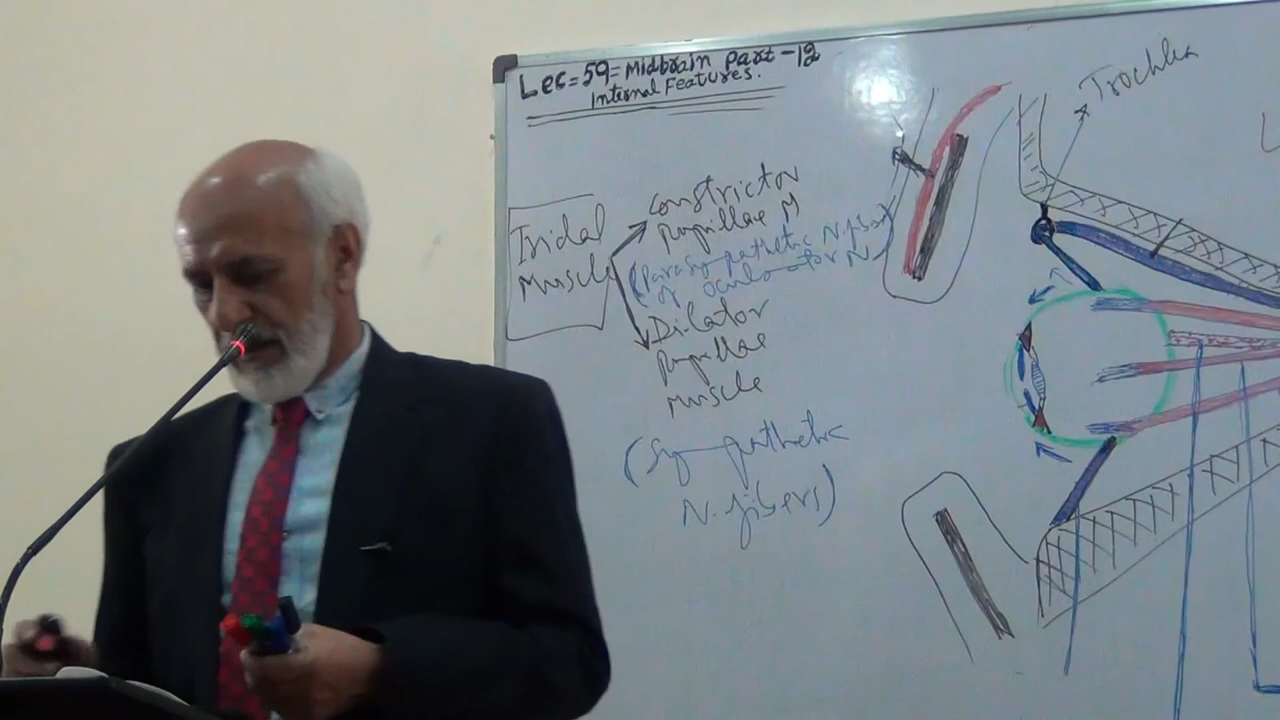 Lec=59=Midbrain Part-12
Internal Features.
Trochlea
Iridal
Muscle
Constrictor
pupillae M
(Parasympathetic N.fiber
of Oculomotor N)
Dilator
pupillae
Muscle
(Sympathetic
N.fibers)